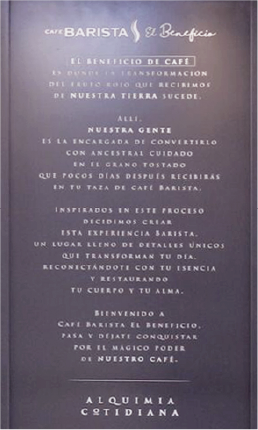 CAFÉ BARISTA El Beneficio
EL BENEFICIO DE CAFÉ
ES DONDE LA TRANSFORMACIÓN
DEL FRUTO ROJO QUE RECIBIMOS
DE NUESTRA TIERRA SUCEDE.
ALLÍ,
NUESTRA GENTE
ES LA ENCARGADA DE CONVERTIRLO
CON ANCESTRAL CUIDADO
EN EL GRANO TOSTADO
QUE POCOS DÍAS DESPUÉS RECIBIRÁS
EN TU TAZA DE CAFÉ BARISTA.
INSPIRADOS EN ESTE PROCESO
DECIDIMOS CREAR
ESTA EXPERIENCIA BARISTA,
UN LUGAR LLENO DE DETALLES ÚNICOS
QUE TRANSFORMAN TU DÍA,
RECONECTÁNDOTE CON TU ESENCIA
Y RESTAURANDO
TU CUERPO Y TU ALMA.
BIENVENIDO A
CAFÉ BARISTA EL BENEFICIO,
PASA Y DÉJATE CONQUISTAR
POR EL MÁGICO PODER
DE NUESTRO CAFÉ.
ALQUIMIA
COTIDIANA